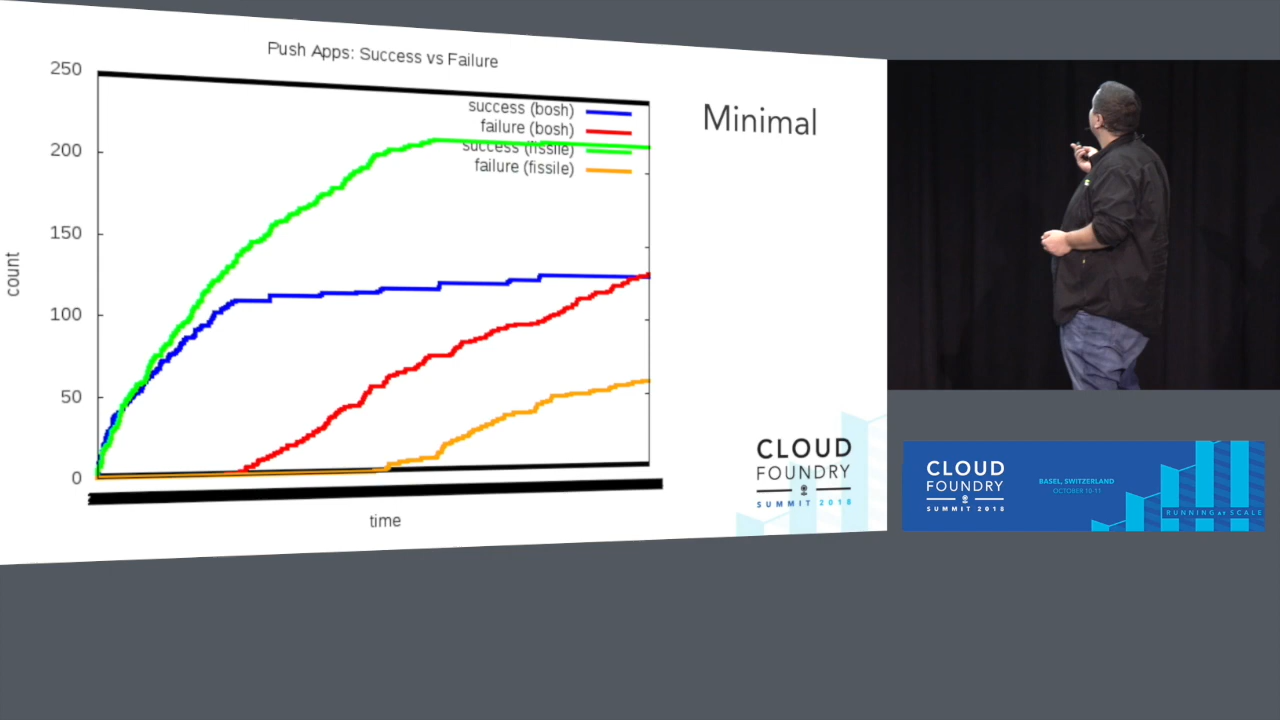 Push Apps: Success vs Failure
250
200
150
100
50
0
count
time
success (bosh)
failure (bosh)
success (fissile)
failure (fissile)
Minimal
CLOUD
FOUNDRY
SUMMIT 2018
CLOUD
FOUNDRY
SUMMIT 2018
BASEL, SWITZERLAND
OCTOBER 10-11
RUNNING AT SCALE